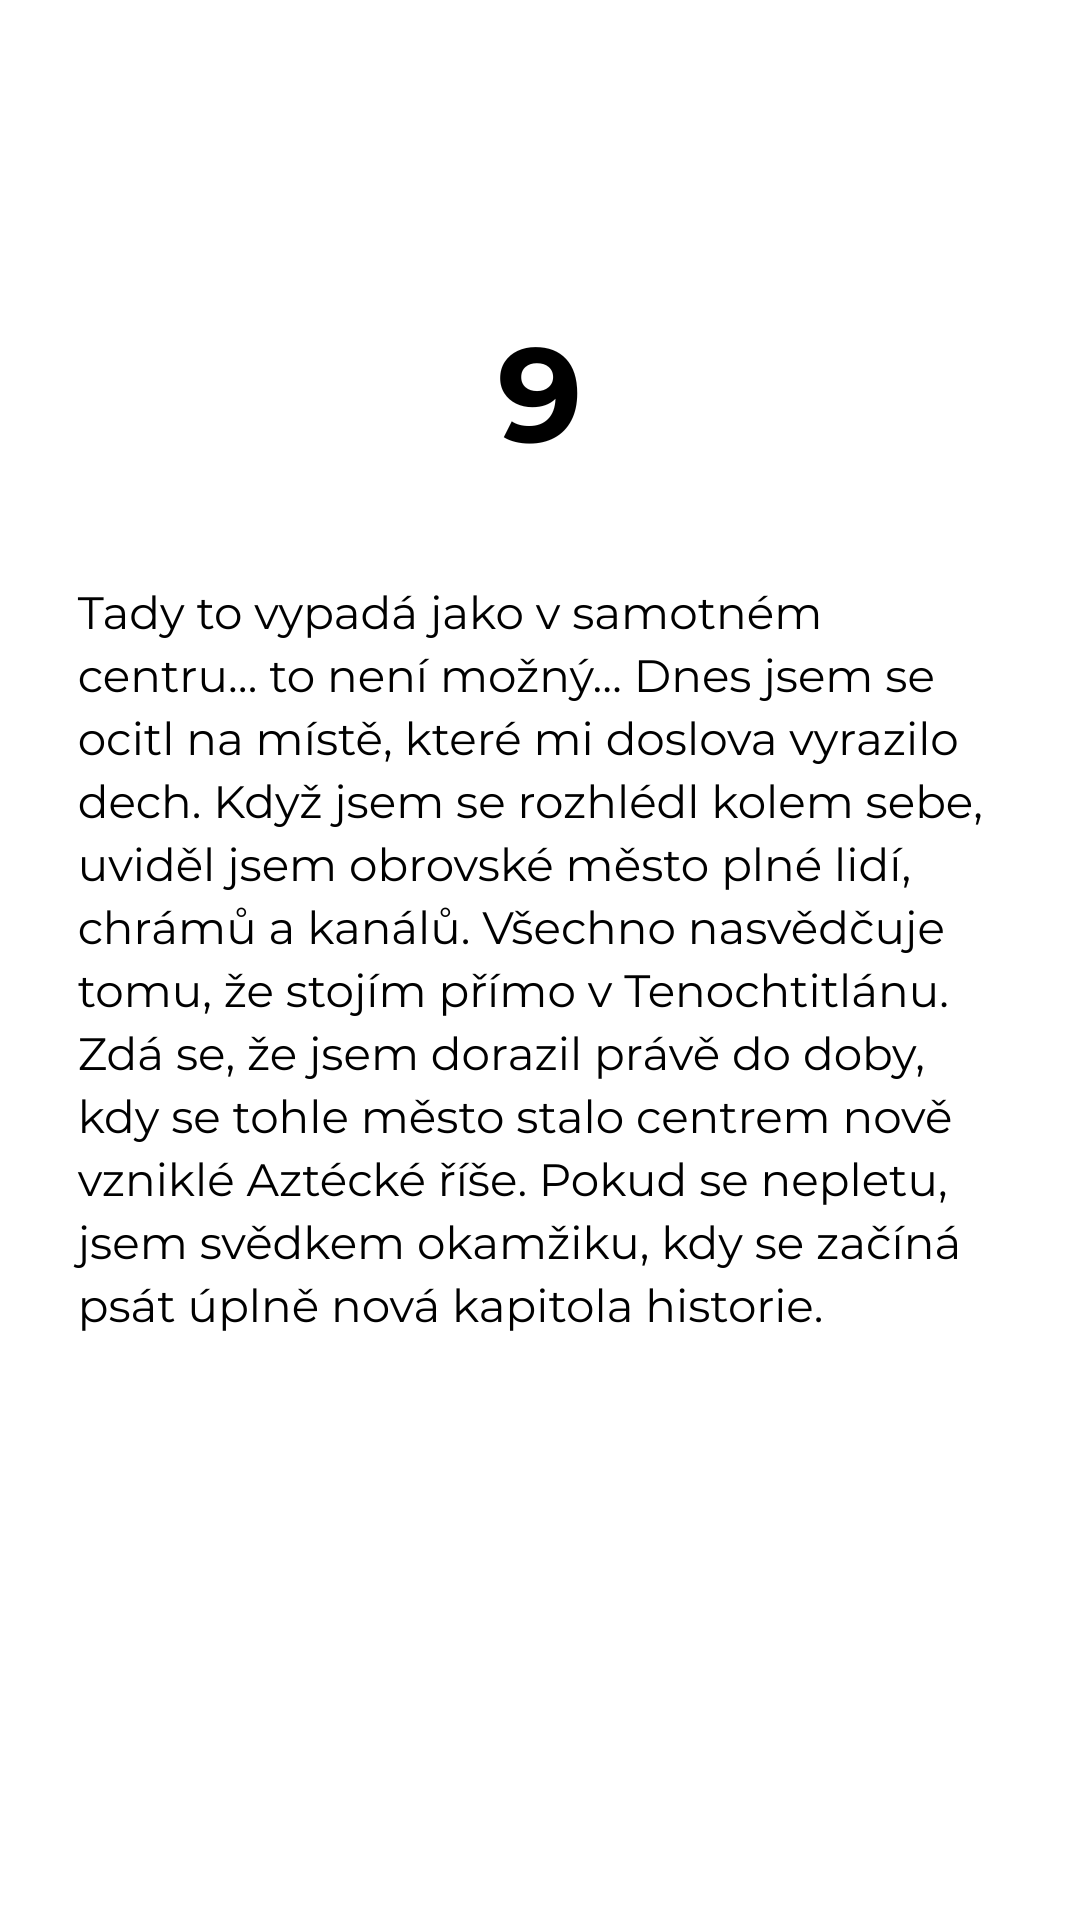 9
Tady to vypadá jako v samotném
centru... to není možný... Dnes jsem se
ocitl na místě, které mi doslova vyrazilo
dech. Když jsem se rozhlédl kolem sebe,
uviděl jsem obrovské město plné lidí,
chrámů a kanálů. Všechno nasvědčuje
tomu, že stojím přímo v Tenochtitlánu.
Zdá se, že jsem dorazil právě do doby,
kdy se tohle město stalo centrem nově
vzniklé Aztécké říše. Pokud se nepletu,
jsem svědkem okamžiku, kdy se začíná
psát úplně nová kapitola historie.